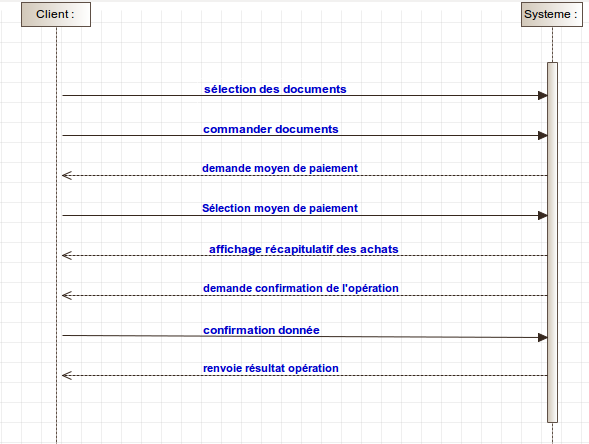 Client :
Systeme :
sélection des documents
commander documents
demande moyen de paiement
Sélection moyen de paiement
affichage récapitulatif des achats
demande confirmation de l'opération
confirmation donnée
renvoie résultat opération